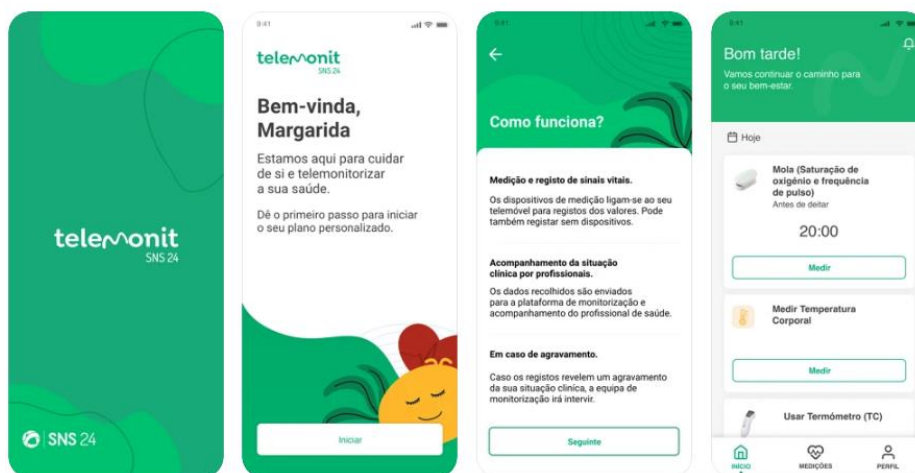 telemonit
SNS 24
SNS 24
9:41
telemonit
SNS 24
Bem-vinda,
Margarida
Estamos aqui para cuidar
de si e telemonitorizar
a sua saúde.
Dê o primeiro passo para iniciar
o seu plano personalizado.
Iniciar
9:41
Como funciona?
Medição e registo de sinais vitais.
Os dispositivos de medição ligam-se ao seu
telemóvel para registos dos valores. Pode
também registar sem dispositivos.
Acompanhamento da situação
clínica por profissionais.
Os dados recolhidos são enviados
para a plataforma de monitorização e
acompanhamento do profissional de saúde.
Em caso de agravamento.
Caso os registos revelem um agravamento
da sua situação clínica, a equipa de
monitorização irá intervir.
Seguinte
9:41
Bom tarde!
Vamos continuar o caminho para
o seu bem-estar.
Hoje
Mola (Saturação de
oxigénio e frequência
de pulso)
Antes de deitar
20:00
Medir
Medir Temperatura
Corporal
Medir
Usar Termómetro (TC)
INÍCIO
MEDIÇÕES
PERFIL